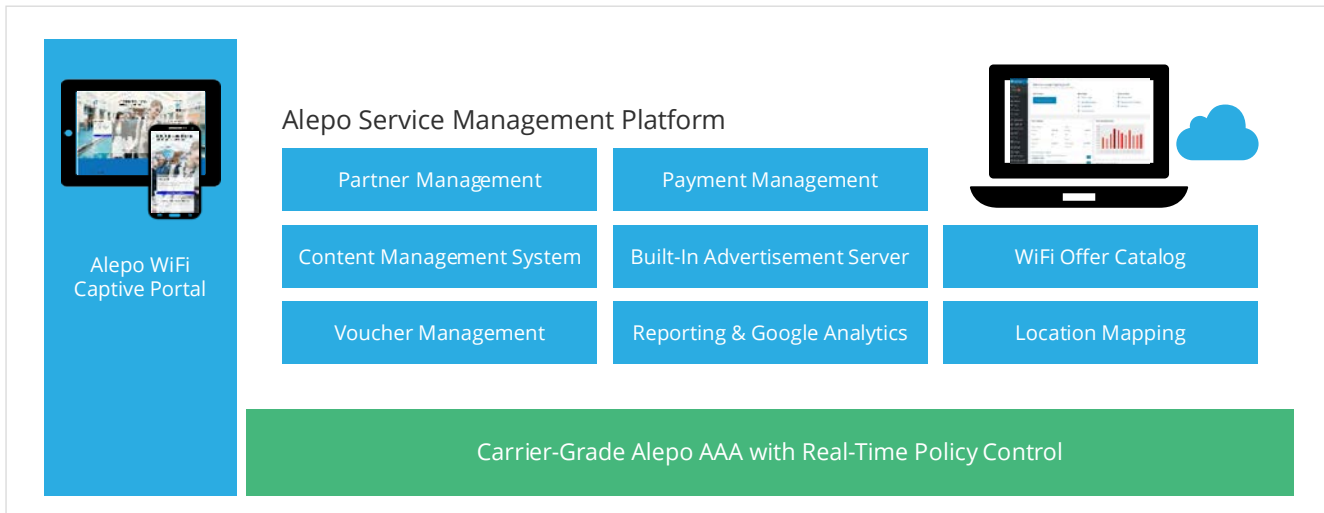 Alepo WiFi
Captive Portal
Alepo Service Management Platform
Partner Management
Payment Management
Content Management System
Built-In Advertisement Server
WiFi Offer Catalog
Voucher Management
Reporting & Google Analytics
Location Mapping
Carrier-Grade Alepo AAA with Real-Time Policy Control